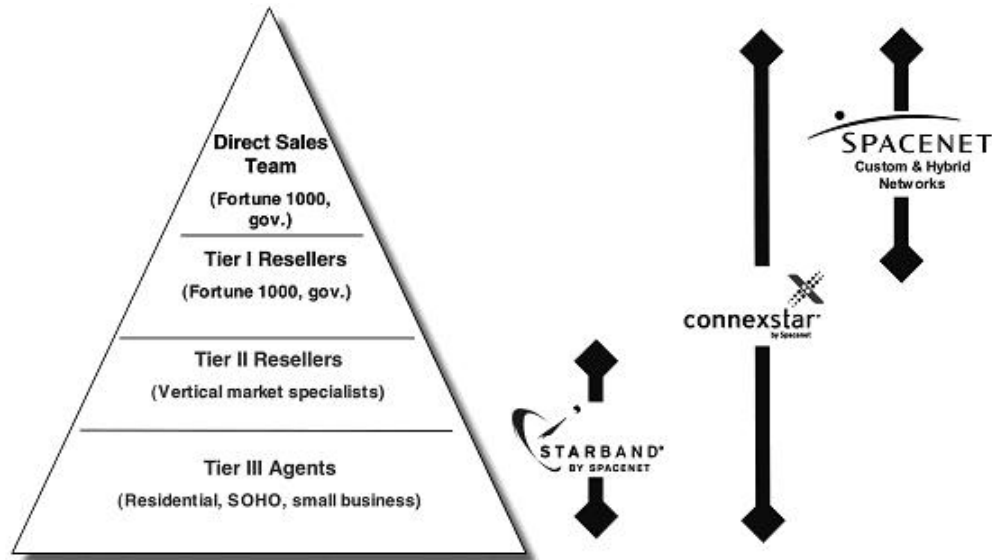 Direct Sales
Team
(Fortune 1000,
gov.)
Tier I Resellers
(Fortune 1000, gov.)
Tier II Resellers
(Vertical market specialists)
Tier III Agents
(Residential, SOHO, small business)
STARBAND®
BY SPACENET
connexstar™
by Spacenet
SPACENET
Custom & Hybrid
Networks